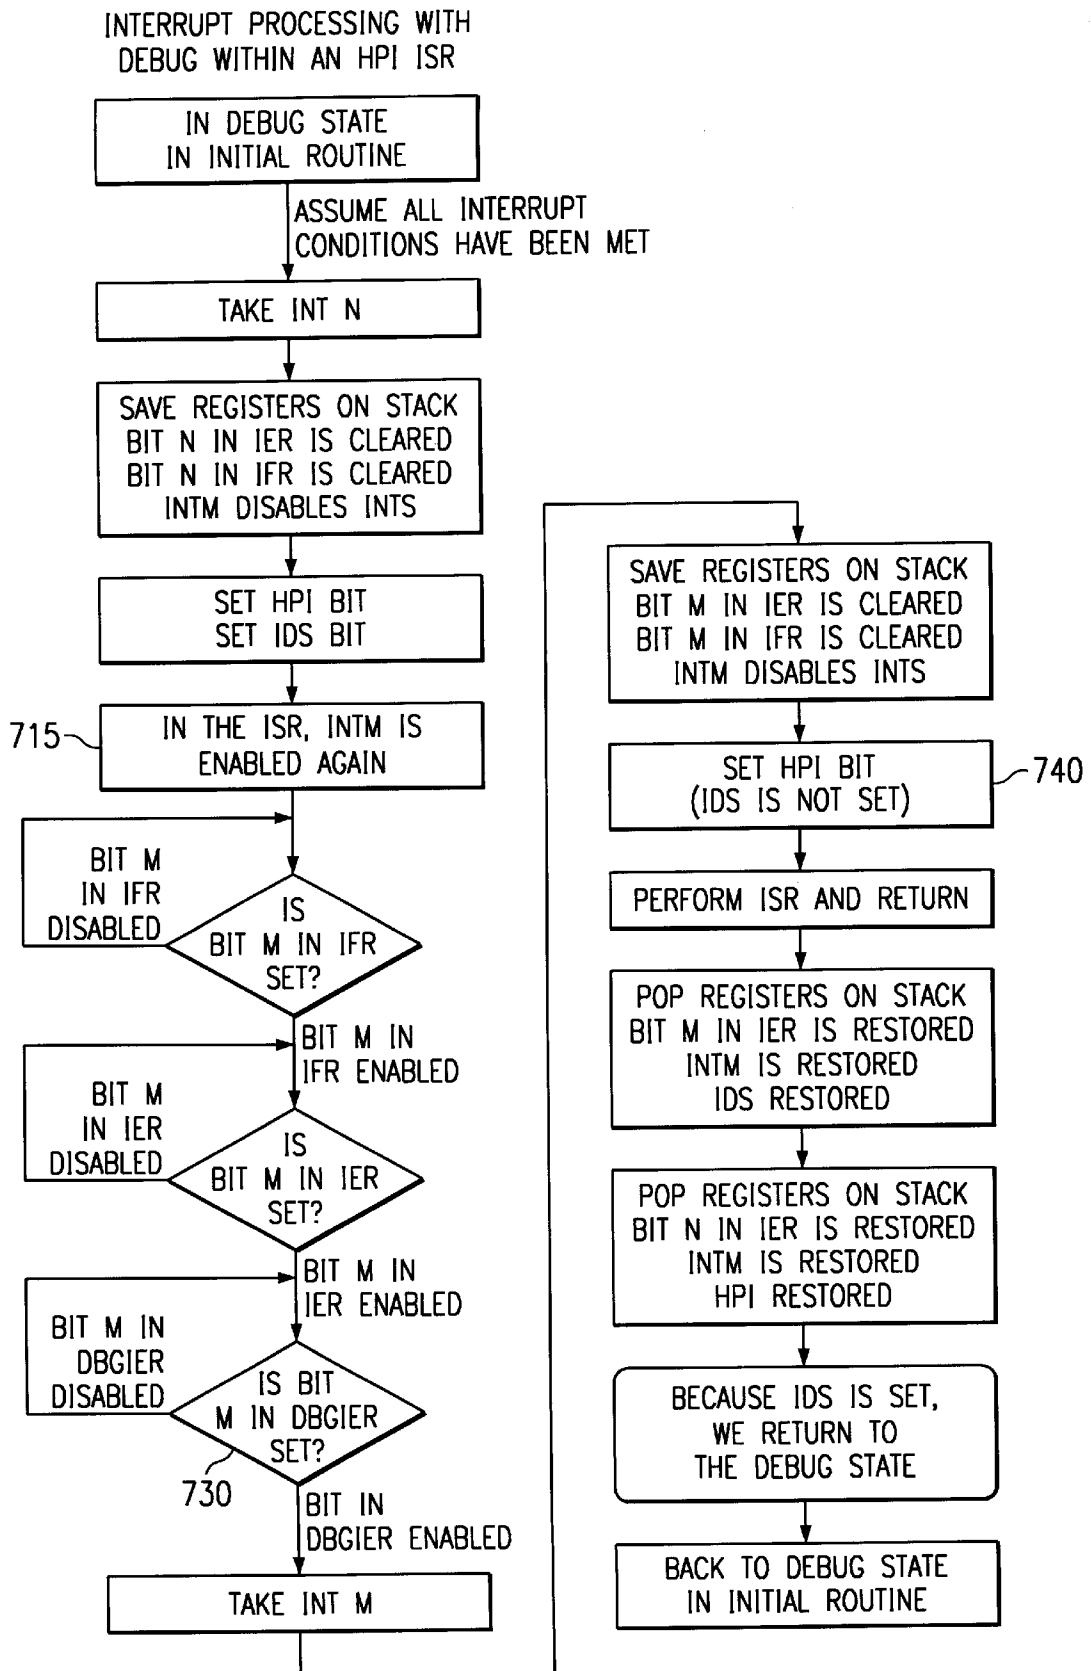 INTERRUPT PROCESSING WITH
DEBUG WITHIN AN HPI ISR
IN DEBUG STATE
IN INITIAL ROUTINE
ASSUME ALL INTERRUPT
CONDITIONS HAVE BEEN MET
TAKE INT N
SAVE REGISTERS ON STACK
BIT N IN IER IS CLEARED
BIT N IN IFR IS CLEARED
INTM DISABLES INTS
SET HPI BIT
SET IDS BIT
715
IN THE ISR, INTM IS
ENABLED AGAIN
BIT M
IN IFR
DISABLED
IS
BIT M IN IFR
SET?
BIT M IN
IFR ENABLED
BIT M
IN IER
DISABLED
IS
BIT M IN IER
SET?
BIT M IN
IER ENABLED
BIT M IN
DBGIER
DISABLED
IS BIT
M IN DBGIER
SET?
730
BIT IN
DBGIER ENABLED
TAKE INT M
SAVE REGISTERS ON STACK
BIT M IN IER IS CLEARED
BIT M IN IFR IS CLEARED
INTM DISABLES INTS
SET HPI BIT
(IDS IS NOT SET)
740
PERFORM ISR AND RETURN
POP REGISTERS ON STACK
BIT M IN IER IS RESTORED
INTM IS RESTORED
IDS RESTORED
POP REGISTERS ON STACK
BIT N IN IER IS RESTORED
INTM IS RESTORED
HPI RESTORED
BECAUSE IDS IS SET,
WE RETURN TO
THE DEBUG STATE
BACK TO DEBUG STATE
IN INITIAL ROUTINE